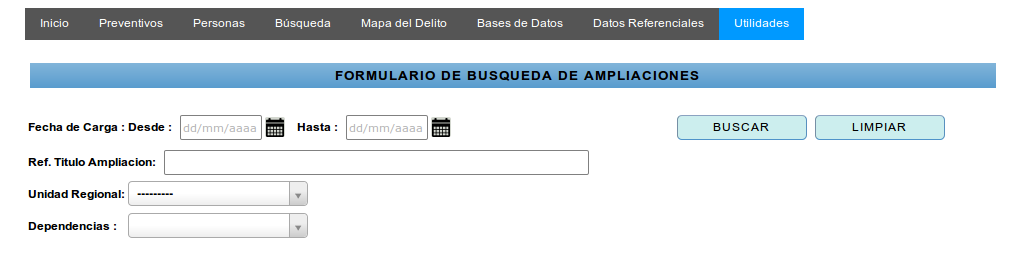 Inicio Preventivos Personas Búsqueda Mapa del Delito Bases de Datos Datos Referenciales Utilidades
FORMULARIO DE BUSQUEDA DE AMPLIACIONES
Fecha de Carga : Desde : dd/mm/aaaa Hasta : dd/mm/aaaa BUSCAR LIMPIAR
Ref. Titulo Ampliacion:
Unidad Regional: ---------
Dependencias :